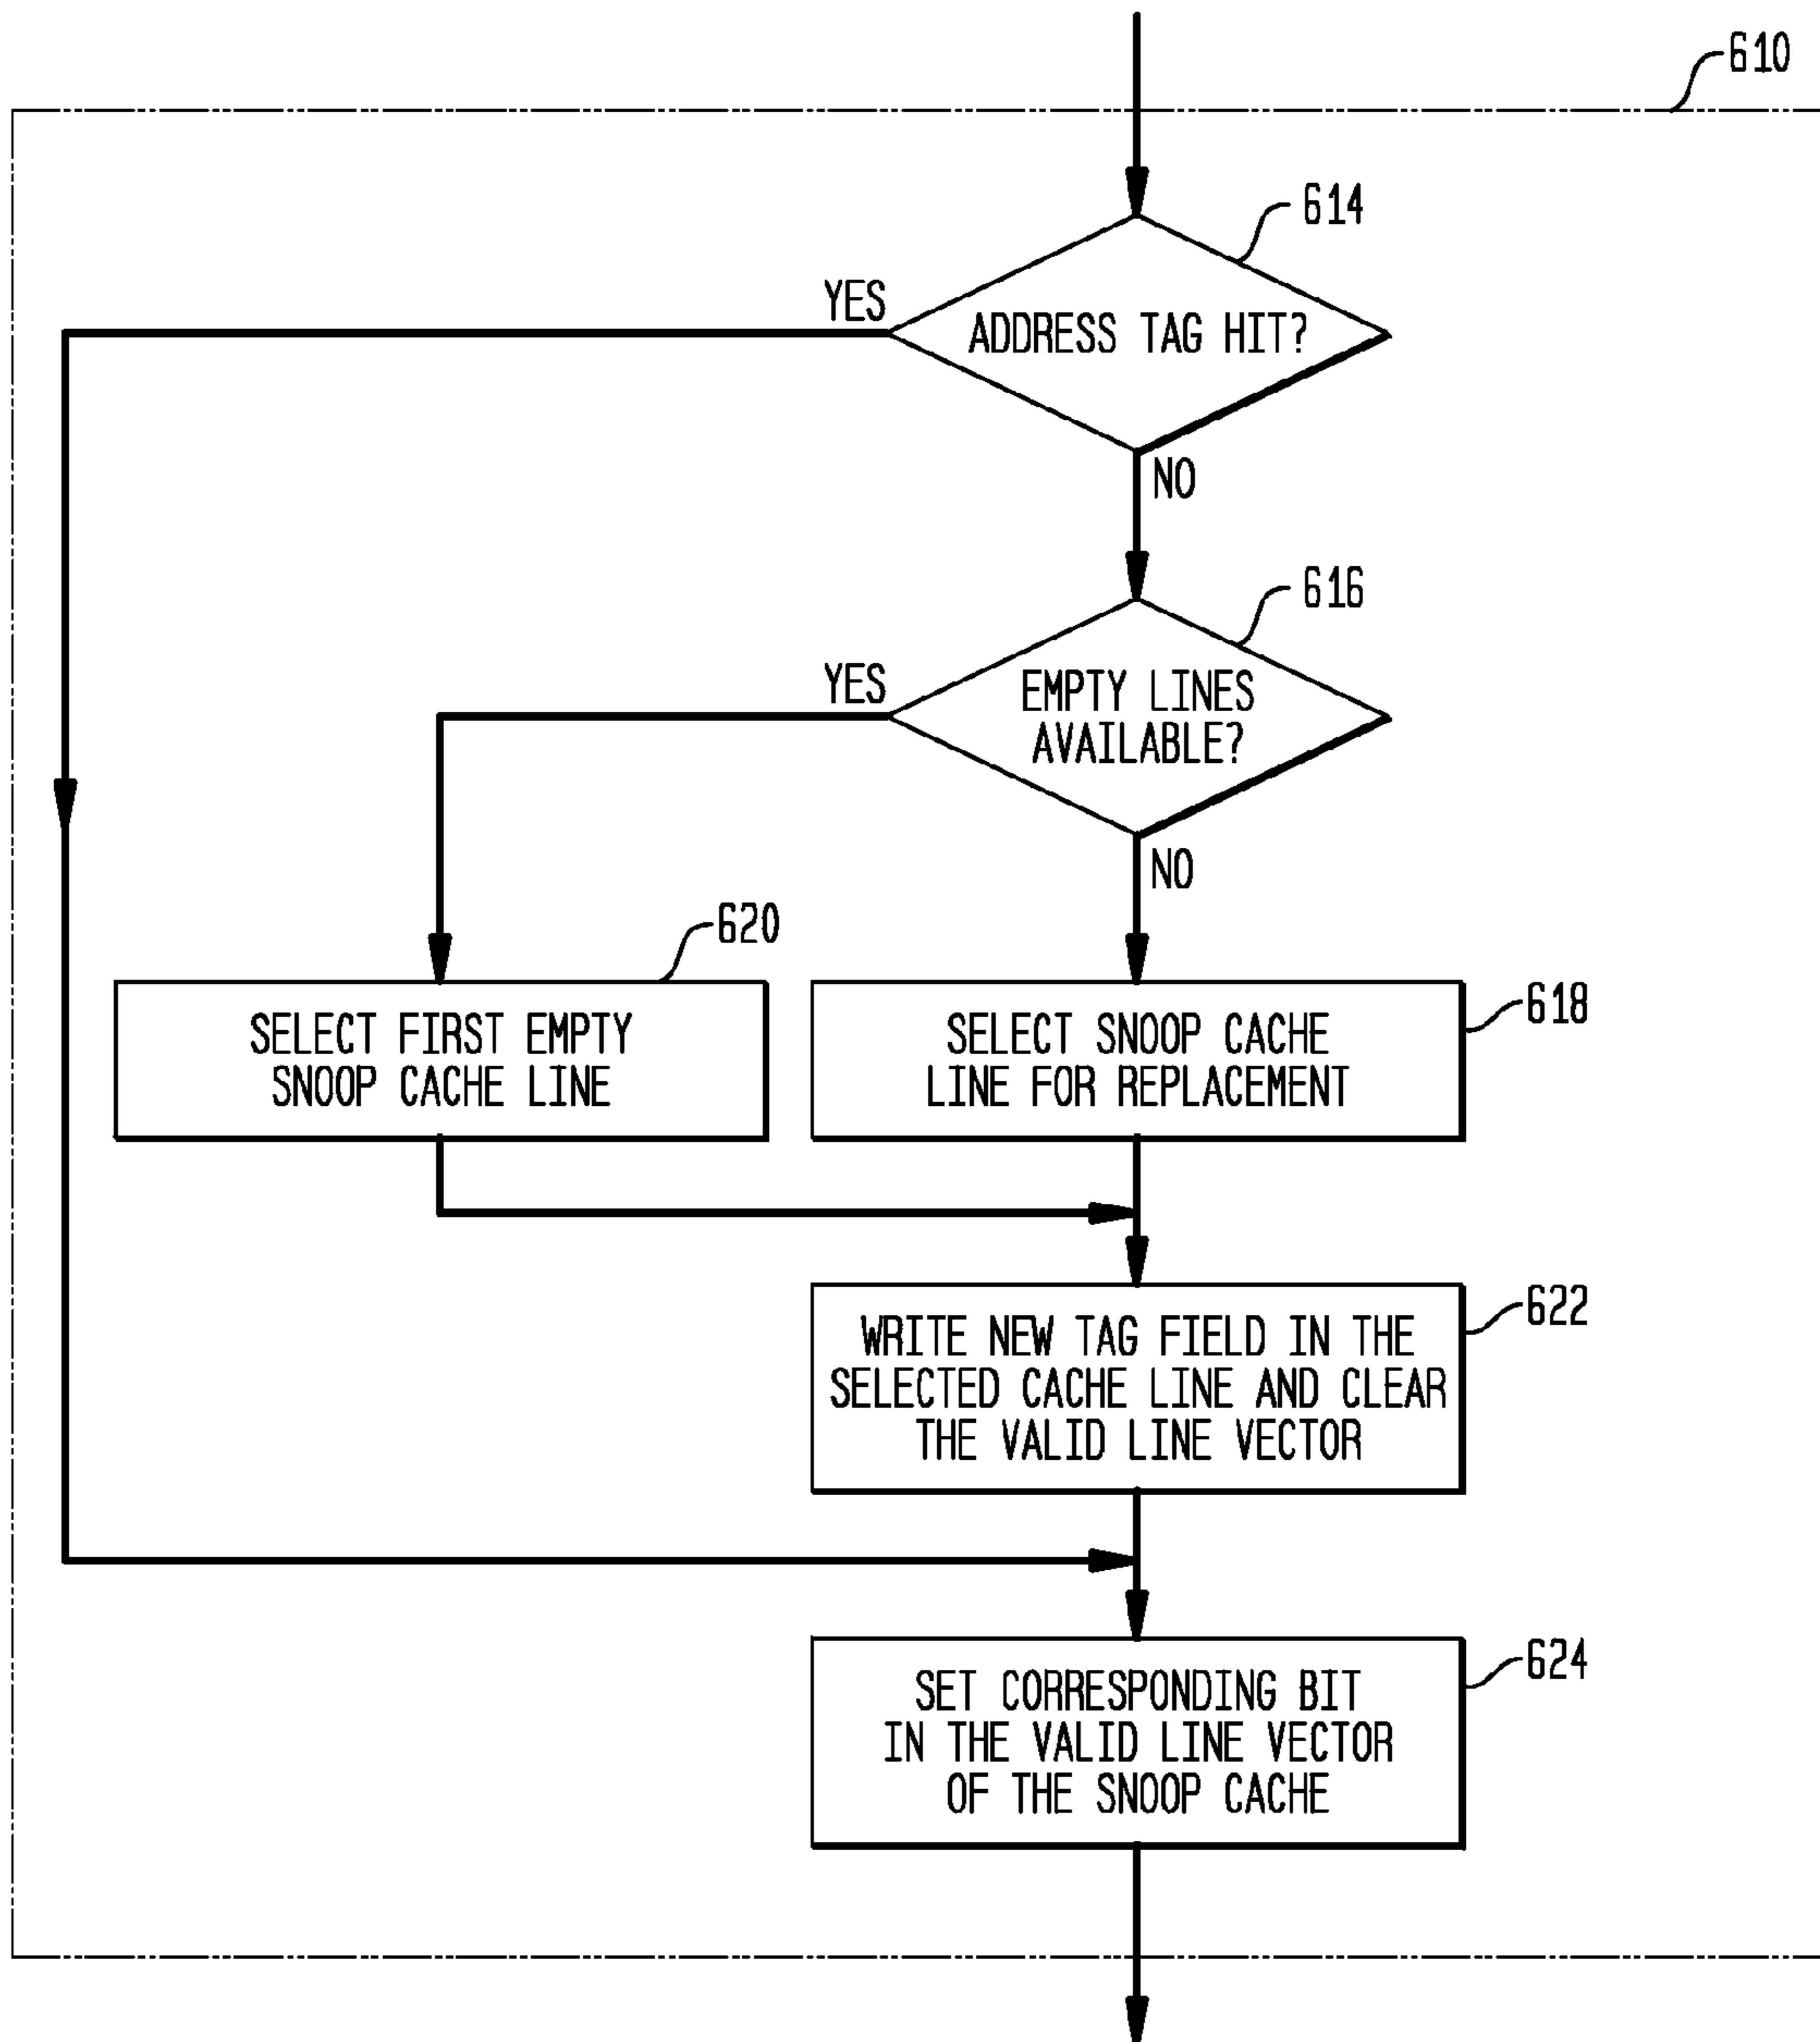 610
614
YES
ADDRESS TAG HIT?
NO
616
YES
EMPTY LINES
AVAILABLE?
NO
620
SELECT FIRST EMPTY
SNOOP CACHE LINE
618
SELECT SNOOP CACHE
LINE FOR REPLACEMENT
622
WRITE NEW TAG FIELD IN THE
SELECTED CACHE LINE AND CLEAR
THE VALID LINE VECTOR
624
SET CORRESPONDING BIT
IN THE VALID LINE VECTOR
OF THE SNOOP CACHE